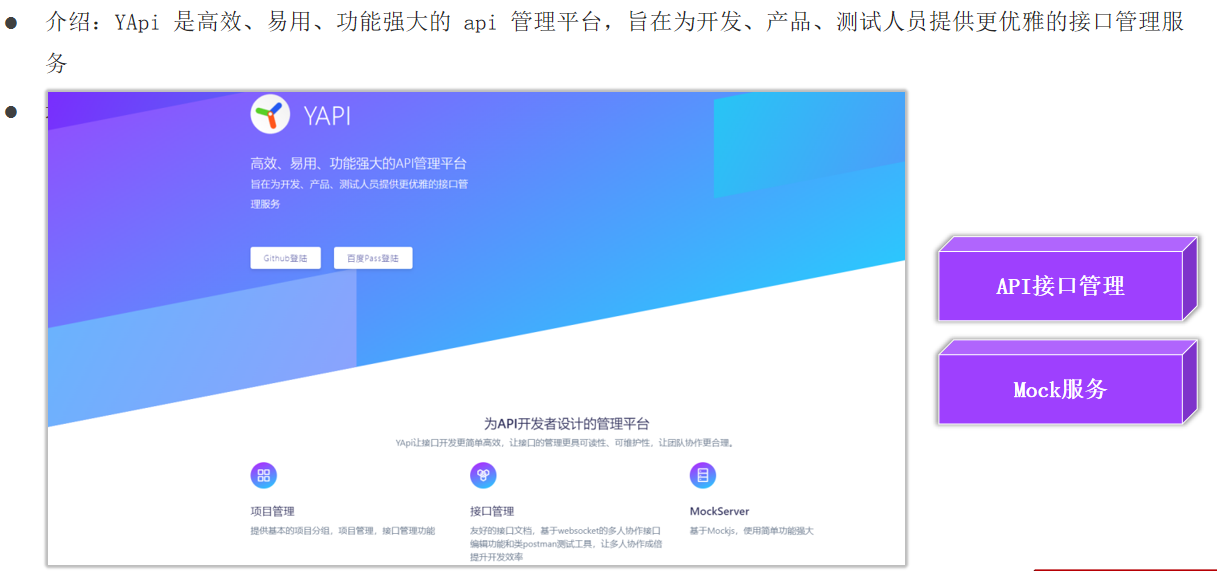 ● 介绍：YApi 是高效、易用、功能强大的 api 管理平台，旨在为开发、产品、测试人员提供更优雅的接口管理服
务
●
YAPI
高效、易用、功能强大的API管理平台
旨在为开发、产品、测试人员提供更优雅的接口管
理服务
Github登陆 百度Pass登陆
API接口管理
Mock服务
为API开发者设计的管理平台
YApi让接口开发更简单高效，让接口的管理更具可读性、可维护性，让团队协作更合理。
项目管理
提供基本的项目分组，项目管理，接口管理功能
接口管理
友好的接口文档，基于websocket的多人协作接口
编辑功能和类postman测试工具，让多人协作成倍
提升开发效率
MockServer
基于Mockjs，使用简单功能强大